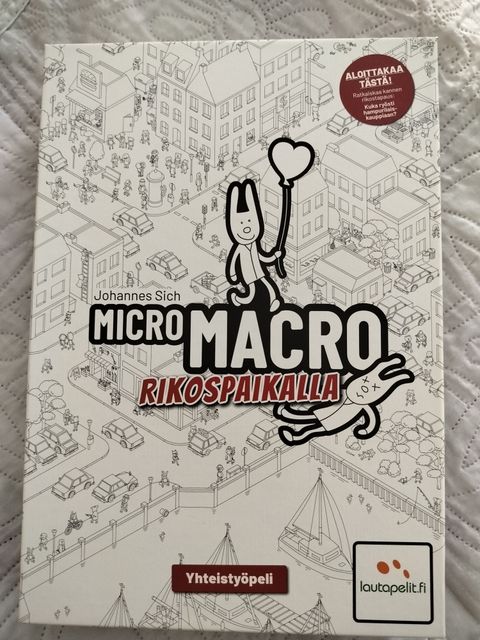 ALOITTAKAA
TÄSTÄ!
Ratkaiskaa kannen
rikostapaus:
Kuka ryösti
hampurilais-
kauppiaan?
Johannes Sich
MICRO MACRO
RIKOSPAIKALLA
Yhteistyöpeli
lautapelit.fi